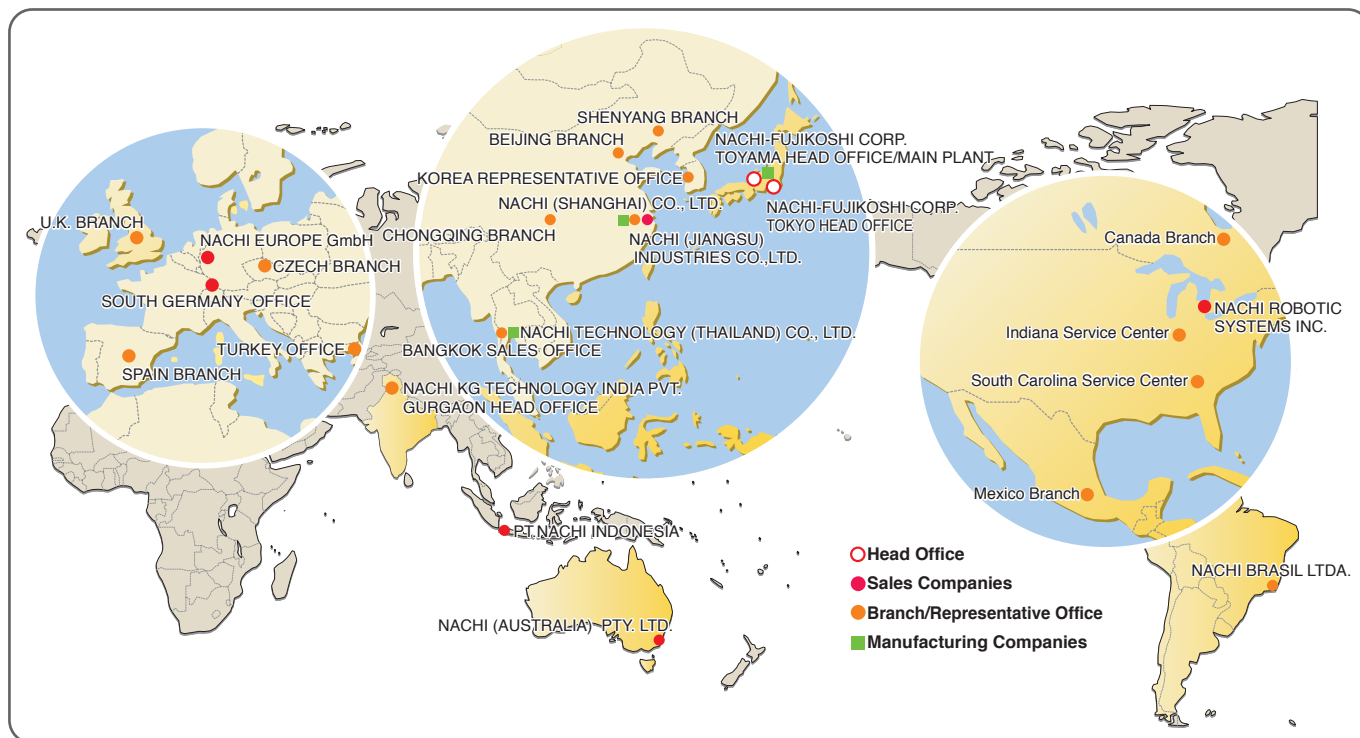 U.K. BRANCH
NACHI EUROPE GmbH
CZECH BRANCH
SOUTH GERMANY OFFICE
TURKEY OFFICE
SPAIN BRANCH
SHENYANG BRANCH
BEIJING BRANCH
NACHI-FUJIKOSHI CORP.
TOYAMA HEAD OFFICE/MAIN PLANT
KOREA REPRESENTATIVE OFFICE
NACHI (SHANGHAI) CO., LTD.
NACHI-FUJIKOSHI CORP.
TOKYO HEAD OFFICE
CHONGQING BRANCH
NACHI (JIANGSU)
INDUSTRIES CO.,LTD.
NACHI TECHNOLOGY (THAILAND) CO., LTD.
BANGKOK SALES OFFICE
NACHI KG TECHNOLOGY INDIA PVT.
GURGAON HEAD OFFICE
PT.NACHI INDONESIA
NACHI (AUSTRALIA) PTY. LTD.
Canada Branch
NACHI ROBOTIC
SYSTEMS INC.
Indiana Service Center
South Carolina Service Center
Mexico Branch
NACHI BRASIL LTDA.
Head Office
Sales Companies
Branch/Representative Office
Manufacturing Companies